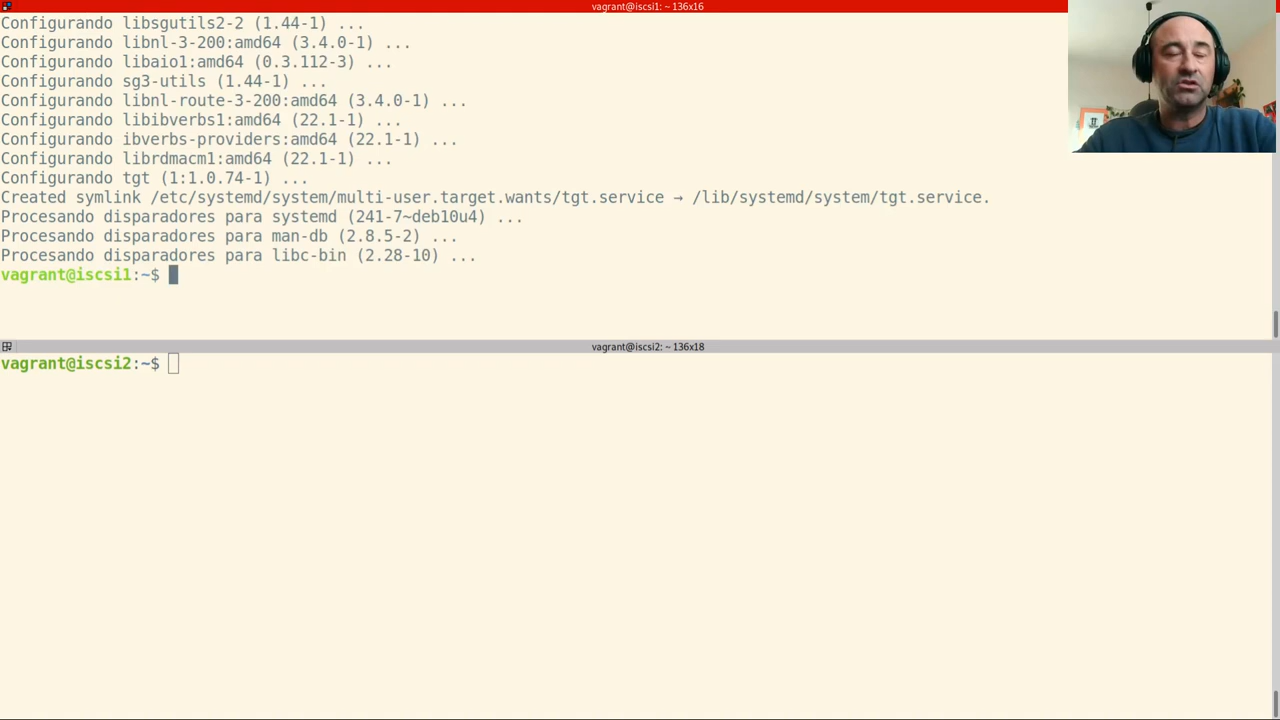 vagrant@iscsi1: ~ 136x16
Configurando libsgutils2-2 (1.44-1) ...
Configurando libnl-3-200:amd64 (3.4.0-1) ...
Configurando libaio1:amd64 (0.3.112-3) ...
Configurando sg3-utils (1.44-1) ...
Configurando libnl-route-3-200:amd64 (3.4.0-1) ...
Configurando libibverbs1:amd64 (22.1-1) ...
Configurando ibverbs-providers:amd64 (22.1-1) ...
Configurando librdmacm1:amd64 (22.1-1) ...
Configurando tgt (1:1.0.74-1) ...
Created symlink /etc/systemd/system/multi-user.target.wants/tgt.service → /lib/systemd/system/tgt.service.
Procesando disparadores para systemd (241-7~deb10u4) ...
Procesando disparadores para man-db (2.8.5-2) ...
Procesando disparadores para libc-bin (2.28-10) ...
vagrant@iscsi1:~$
vagrant@iscsi2: ~ 136x18
vagrant@iscsi2:~$